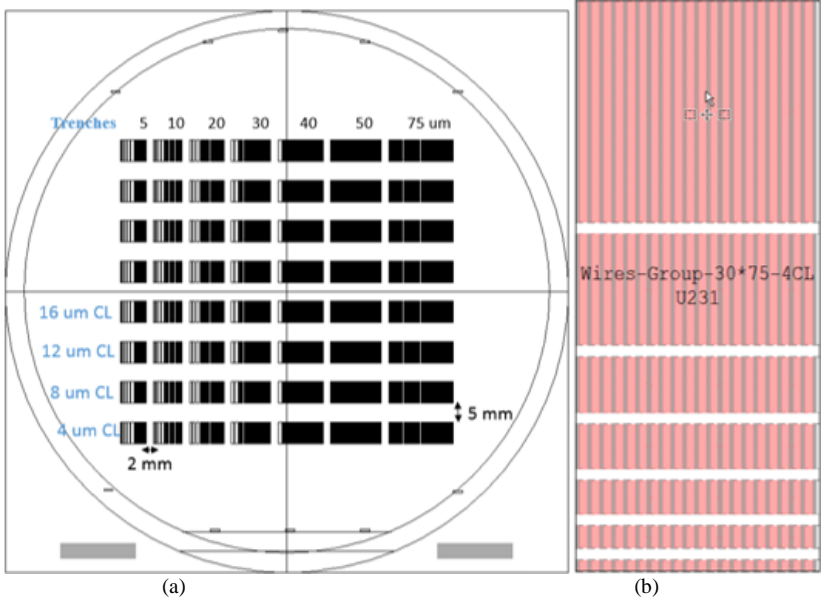 Trenches 5 10 20 30 40 50 75 um
16 um CL
12 um CL
8 um CL
5 mm
4 um CL
2 mm
Wires-Group-30*75-4CL
U231
(a)
(b)